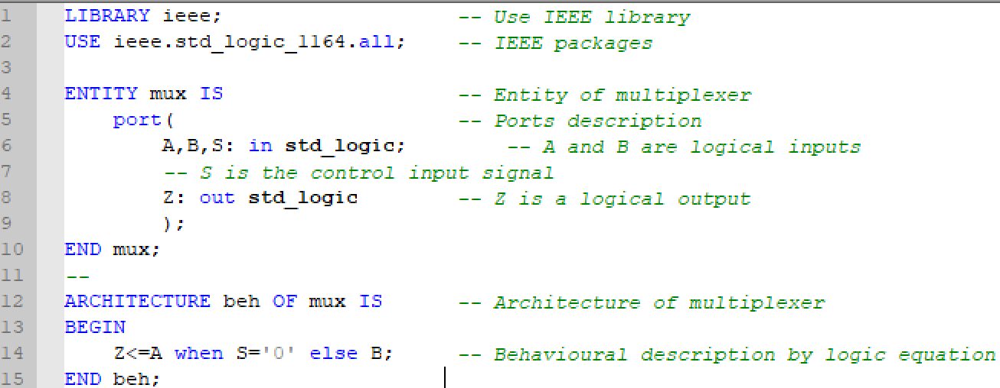 1 LIBRARY ieee; -- Use IEEE library
2 USE ieee.std_logic_1164.all; -- IEEE packages
3
4 ENTITY mux IS -- Entity of multiplexer
5 port( -- Ports description
6 A,B,S: in std_logic; -- A and B are logical inputs
7 -- S is the control input signal
8 Z: out std_logic -- Z is a logical output
9 );
10 END mux;
11 --
12 ARCHITECTURE beh OF mux IS -- Architecture of multiplexer
13 BEGIN
14 Z<=A when S='0' else B; -- Behavioural description by logic equation
15 END beh;